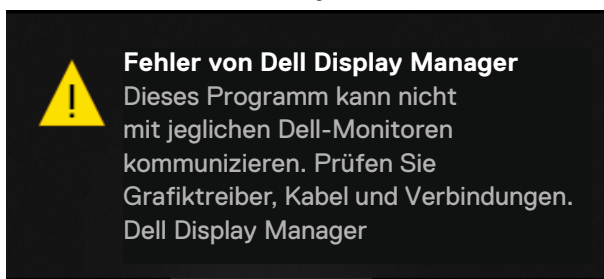 Fehler von Dell Display Manager
Dieses Programm kann nicht
mit jeglichen Dell-Monitoren
kommunizieren. Prüfen Sie
Grafiktreiber, Kabel und Verbindungen.
Dell Display Manager